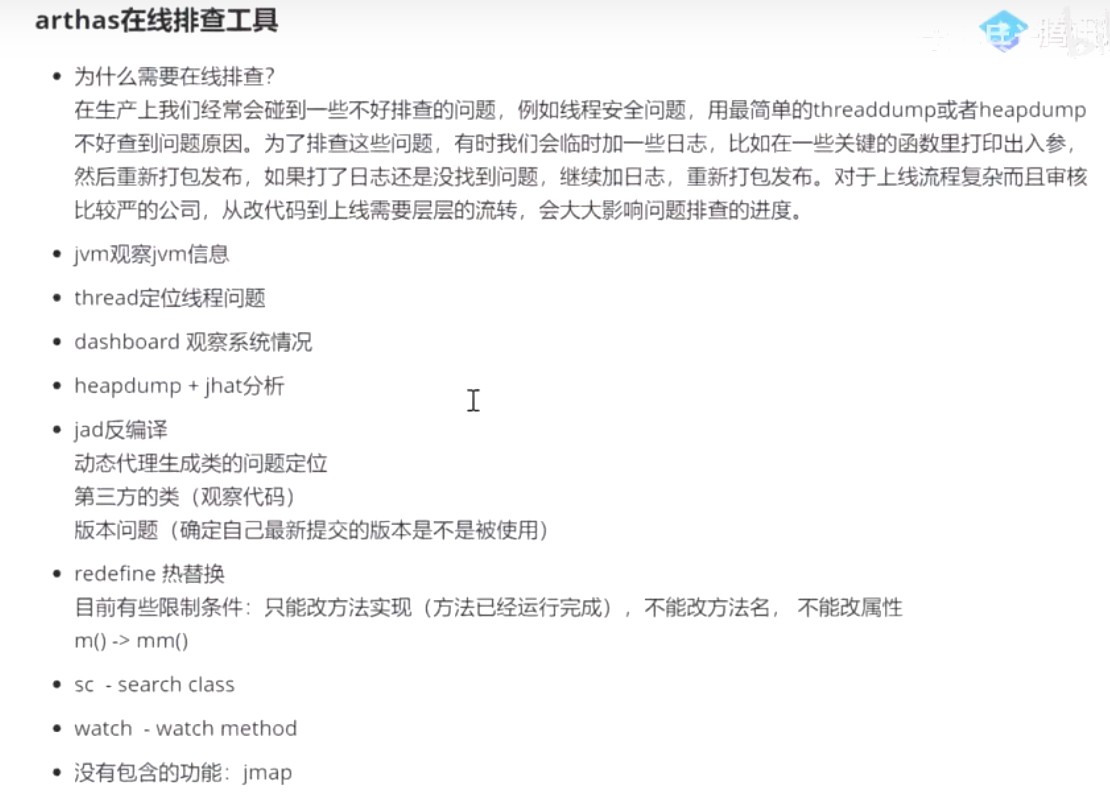 arthas在线排查工具
为什么需要在线排查？
在生产上我们经常会碰到一些不好排查的问题，例如线程安全问题，用最简单的threaddump或者heapdump
不好查到问题原因。为了排查这些问题，有时我们会临时加一些日志，比如在一些关键的函数里打印出入参，
然后重新打包发布，如果打了日志还是没找到问题，继续加日志，重新打包发布。对于上线流程复杂而且审核
比较严的公司，从改代码到上线需要层层的流转，会大大影响问题排查的进度。
jvm观察jvm信息
thread定位线程问题
dashboard 观察系统情况
heapdump + jhat分析
jad反编译
动态代理生成类的问题定位
第三方的类（观察代码）
版本问题（确定自己最新提交的版本是不是被使用）
redefine 热替换
目前有些限制条件：只能改方法实现（方法已经运行完成），不能改方法名， 不能改属性
m() -> mm()
sc - search class
watch - watch method
没有包含的功能：jmap